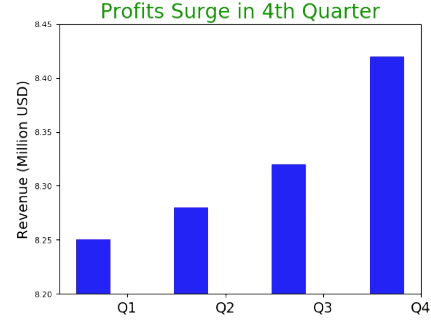 Profits Surge in 4th Quarter
8.45
8.40
8.35
8.30
8.25
8.20
Revenue (Million USD)
Q1 Q2 Q3 Q4